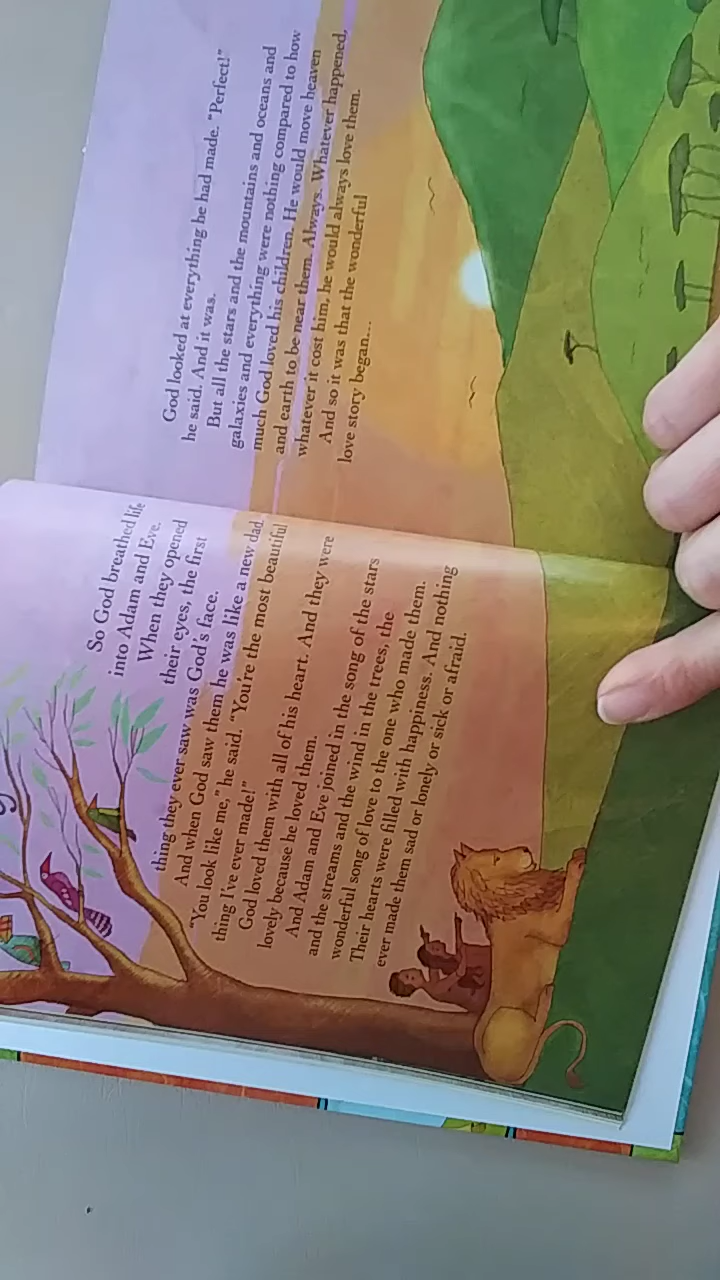 So God breathed life
into Adam and Eve.
When they opened
their eyes, the first
thing they ever saw was God's face.
And when God saw them he was like a new dad.
"You look like me," he said. "You're the most beautiful
thing I've ever made!"
God loved them with all of his heart. And they were
lovely because he loved them.
And Adam and Eve joined in the song of the stars
and the streams and the wind in the trees, the
wonderful song of love to the one who made them.
Their hearts were filled with happiness. And nothing
ever made them sad or lonely or sick or afraid.
God looked at everything he had made. "Perfect!"
he said. And it was.
But all the stars and the mountains and oceans and
galaxies and everything were nothing compared to how
much God loved his children. He would move heaven
and earth to be near them. Always. Whatever happened,
whatever it cost him, he would always love them.
And so it was that the wonderful
love story began...